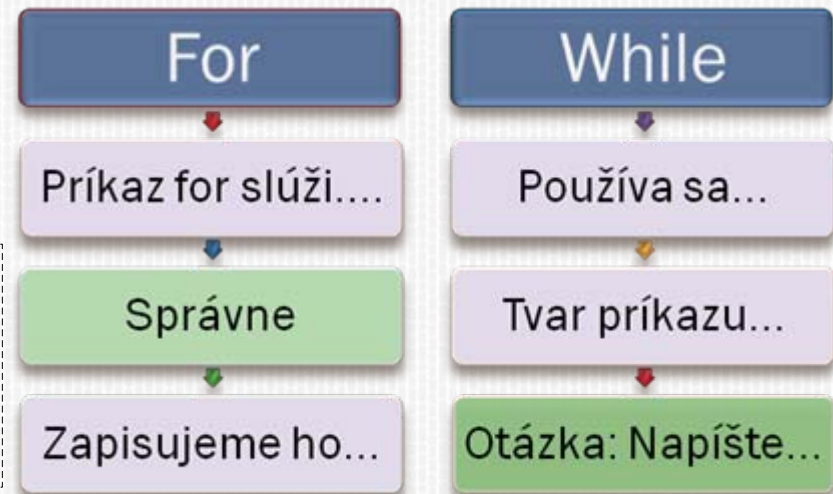 For
Príkaz for slúži....
Správne
Zapisujeme ho...
While
Používa sa...
Tvar príkazu...
Otázka: Napíšte...